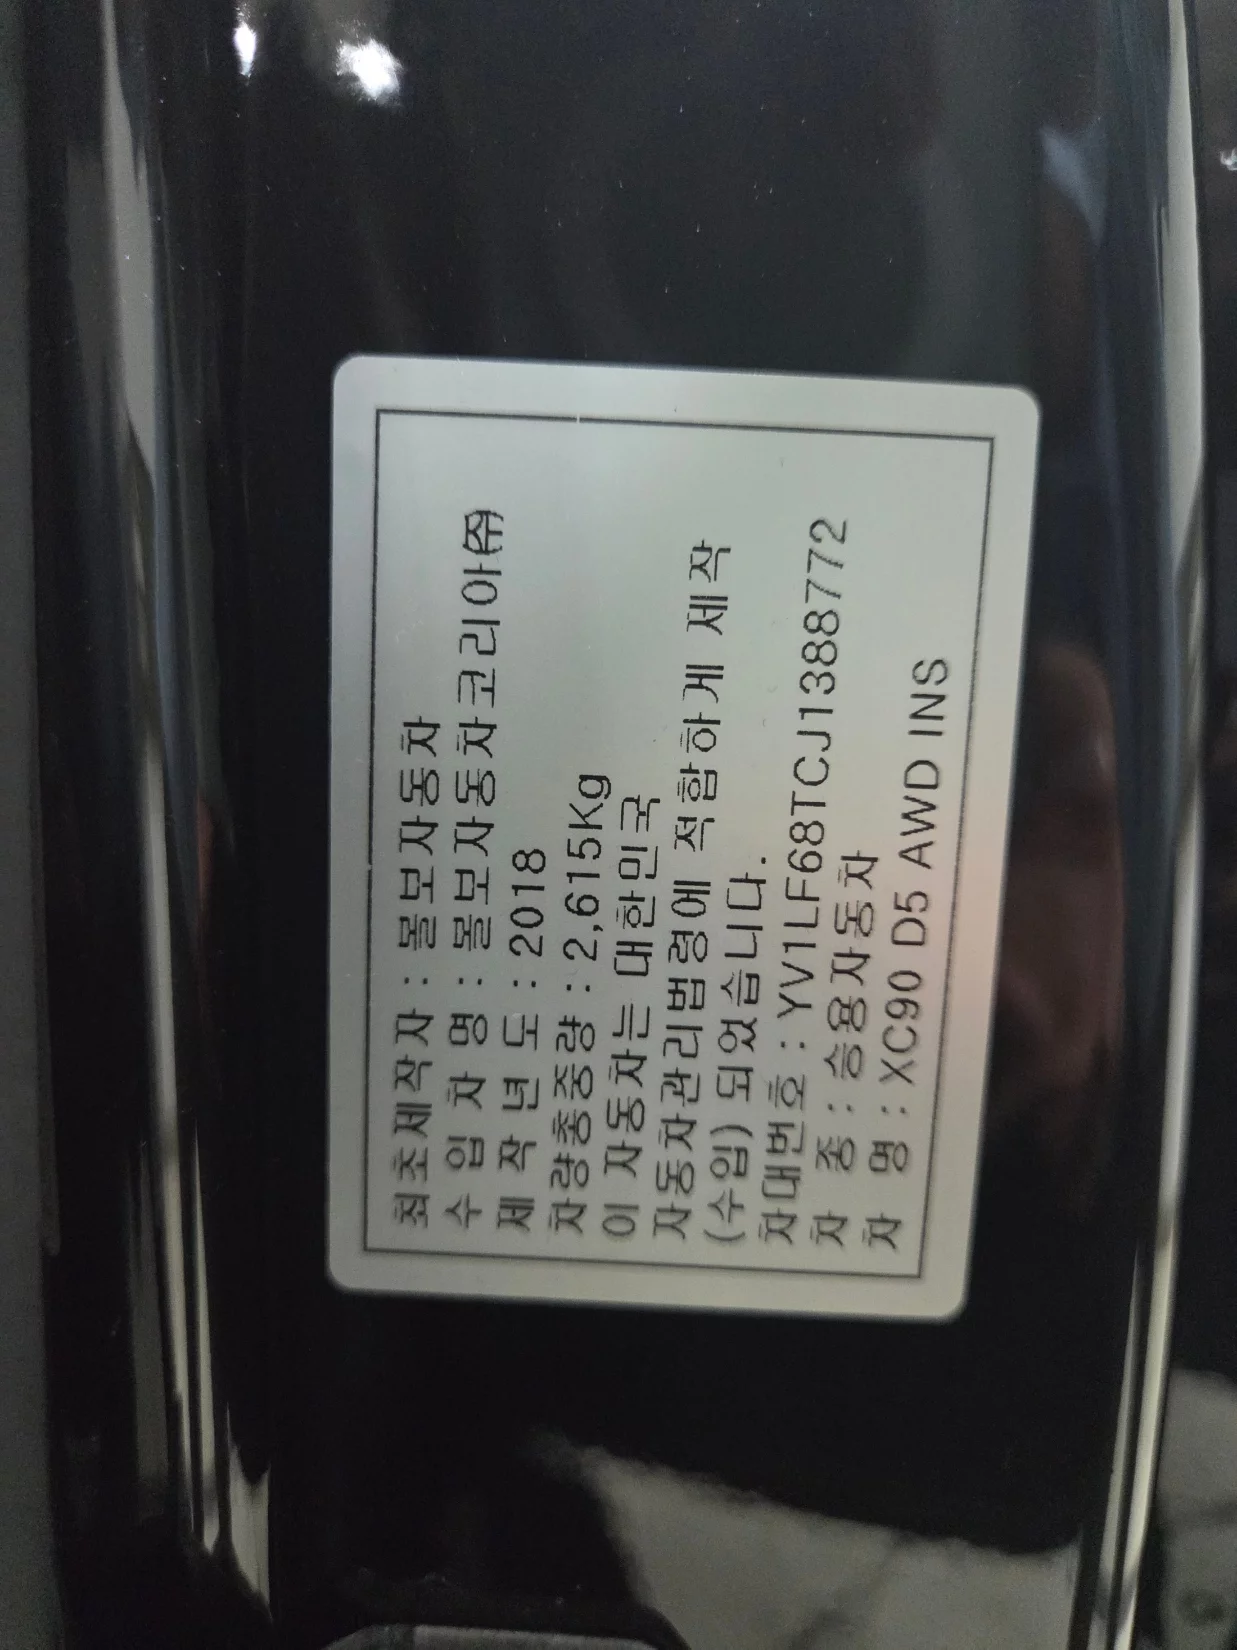 최초제작자 : 볼보자동차
수 입 차 명 : 볼보자동차코리아㈜
제 작 년 도 : 2018
차량총중량 : 2,615Kg
이 자동차는 대한민국
자동차관리법령에 적합하게 제작
(수입) 되었습니다.
차대번호 : YV1LF68TCJ1388772
차 종 : 승용자동차
차 명 : XC90 D5 AWD INS